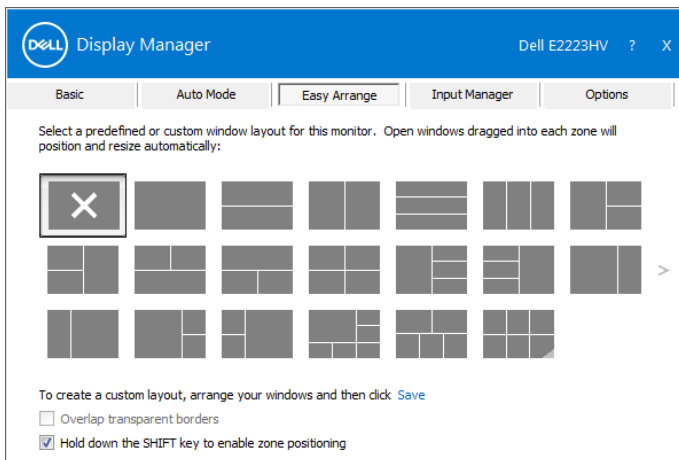 DELL Display Manager Dell E2223HV ? X
Basic Auto Mode Easy Arrange Input Manager Options
Select a predefined or custom window layout for this monitor. Open windows dragged into each zone will
position and resize automatically:
>
To create a custom layout, arrange your windows and then click Save
Overlap transparent borders
Hold down the SHIFT key to enable zone positioning